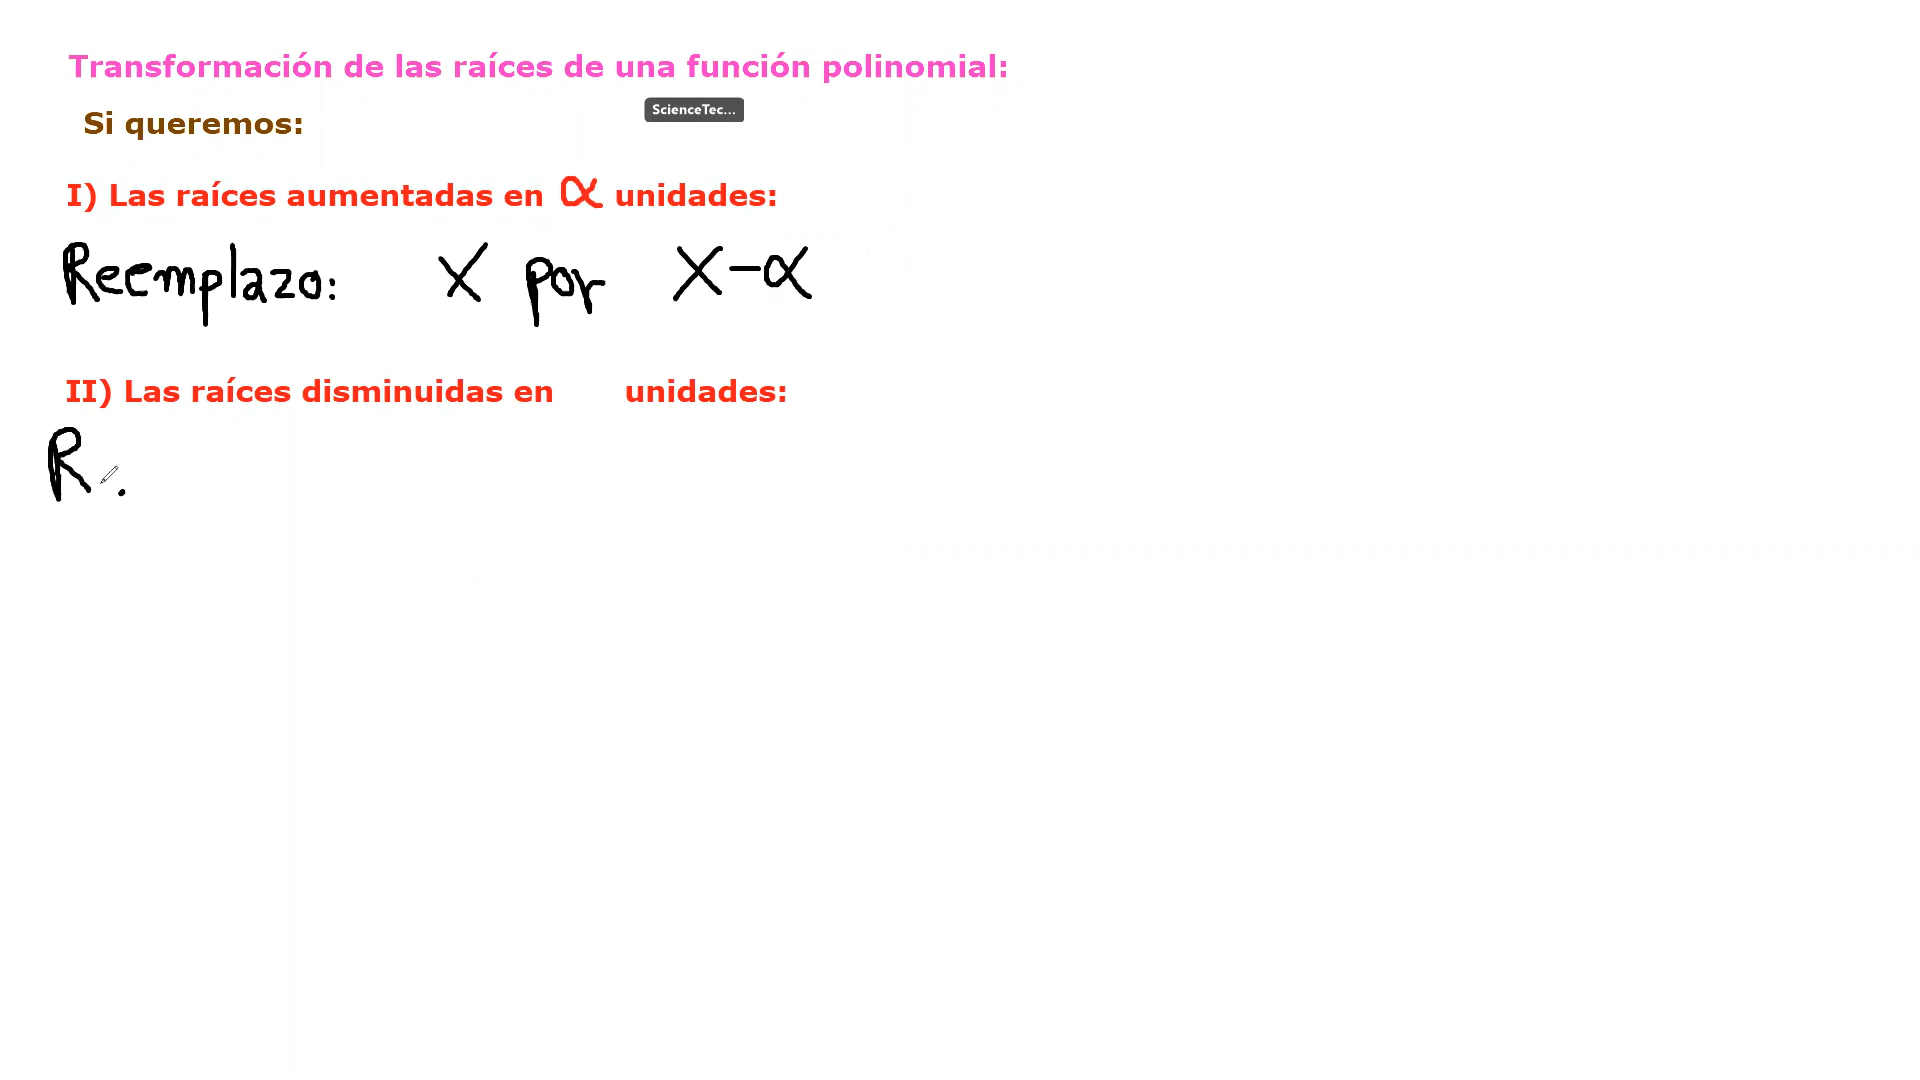 Transformación de las raíces de una función polinomial:
ScienceTec...
Si queremos:
I) Las raíces aumentadas en α unidades:
Reemplazo: X por X-α
II) Las raíces disminuidas en unidades:
R.